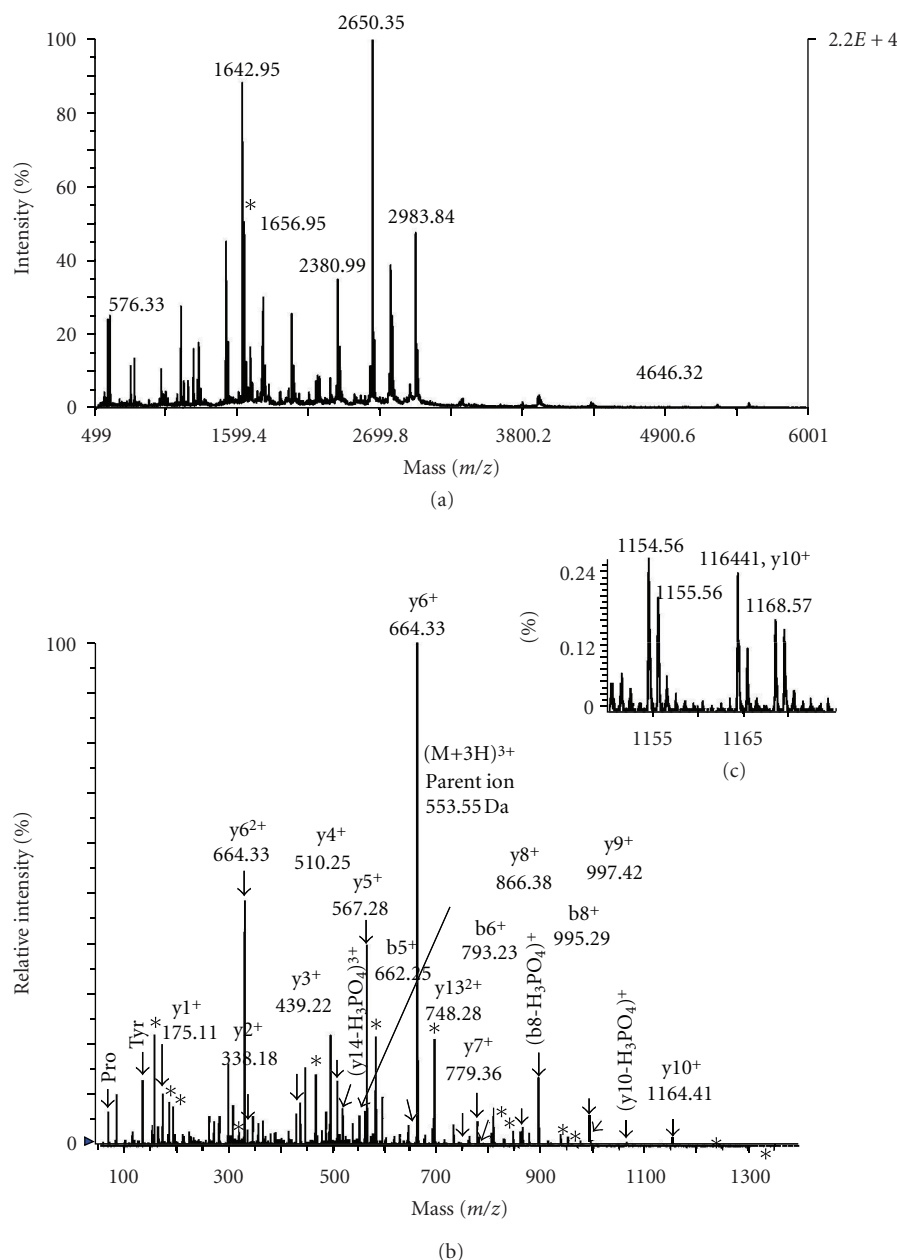 2650.35
100
2.2E + 4
1642.95
80
Intensity (%)
60
*
1656.95
2983.84
40
2380.99
576.33
20
4646.32
0
499
1599.4
2699.8
3800.2
4900.6
6001
Mass (m/z)
(a)
1154.56
116441, y10+
0.24
1155.56
1168.57
(%)
0.12
0
1155
1165
(c)
y6+
664.33
100
(M+3H)3+
Parent ion
553.55 Da
Relative intensity (%)
y6²+
664.33
y4+
510.25
y5+
567.28
y8+
866.38
y9+
997.42
b5+
662.25
b6+
793.23
b8+
995.29
y3+
439.22
(y14-H3PO4)3+
y13²+
748.28
(b8-H3PO4)+
y1+
175.11
y2+
338.18
y7+
779.36
(y10-H3PO4)+
y10+
1164.41
Pro
Tyr
* * * * * * * * * * * * * * *
0
100
300
500
700
900
1100
1300
Mass (m/z)
(b)